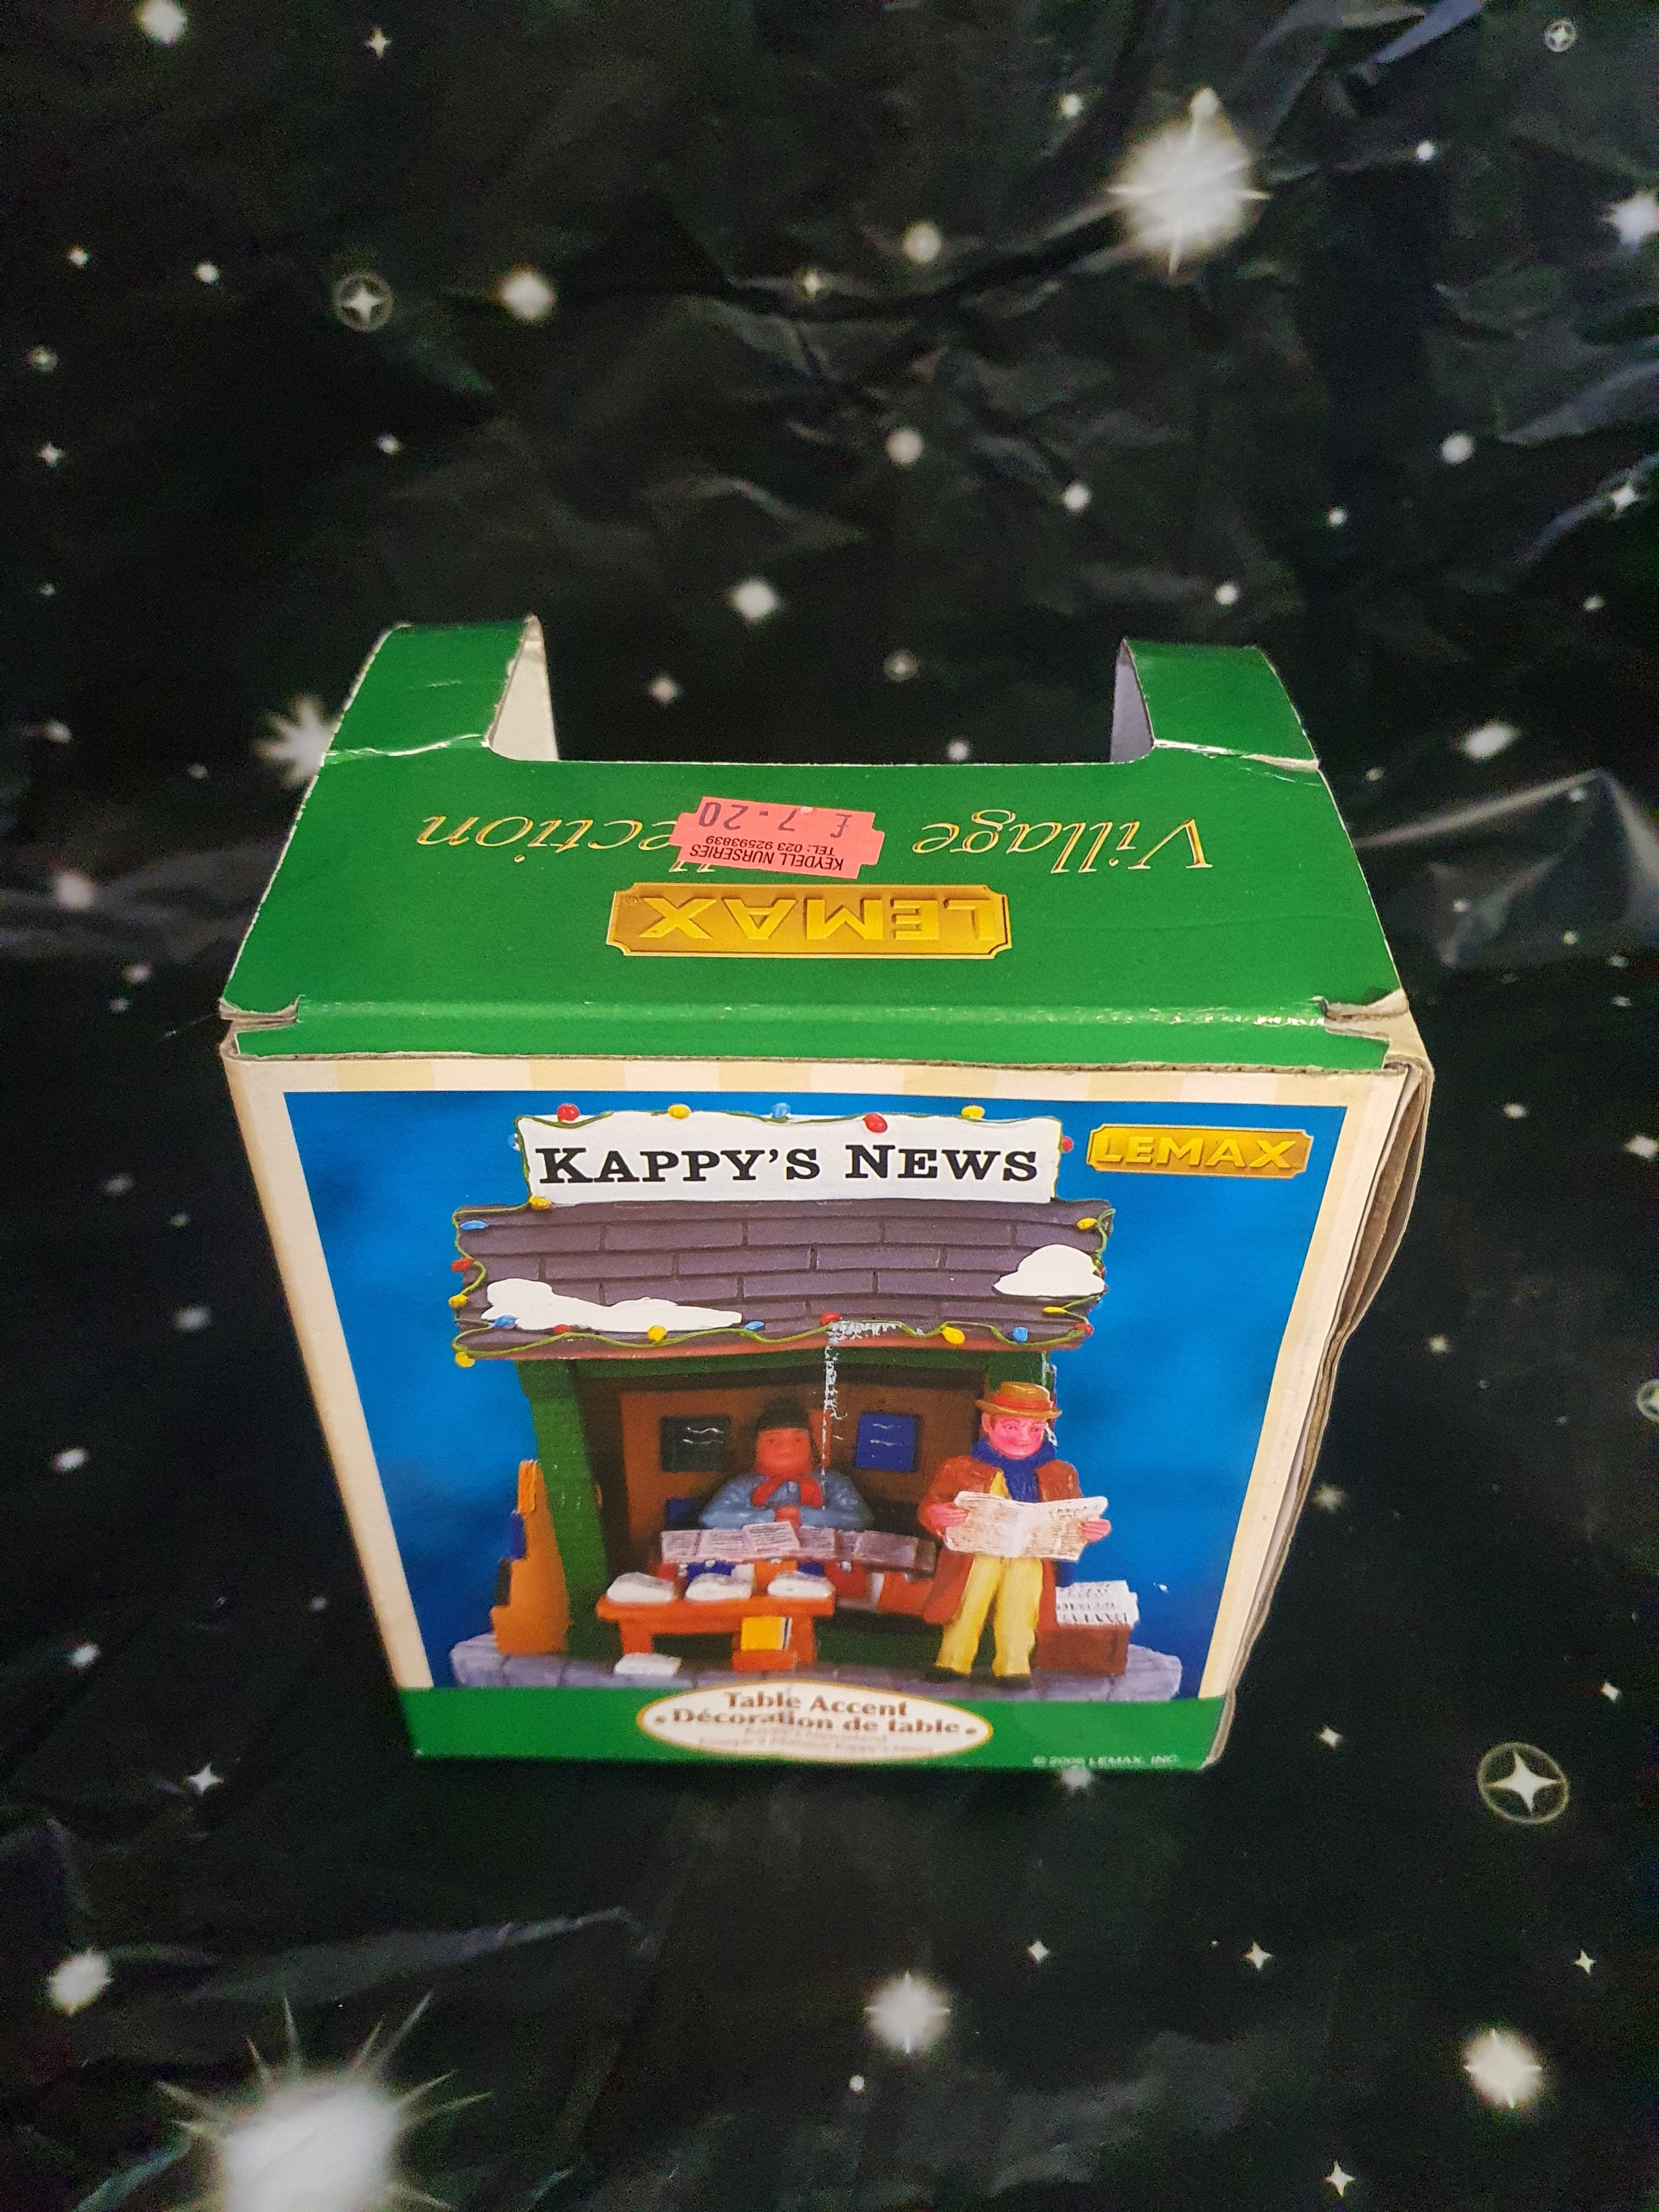 Village Collection
KEYDELL NURSERIES
TEL: 023 92593839
£ 7·20
LEMAX
KAPPY'S NEWS
LEMAX
Table Accent
• Décoration de table •
© 2006 LEMAX, INC.